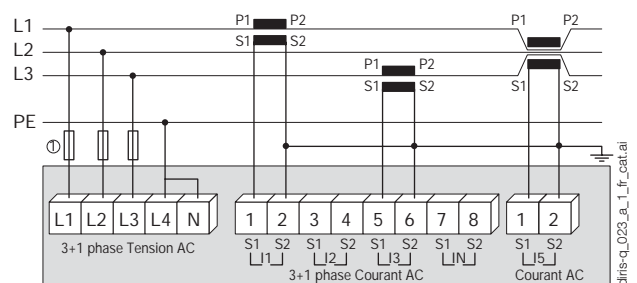 L1 P1 P2 P1 P2
S1 S2
L2
L3 P1 P2
S1 S2 S1 S2
PE
①
L1 L2 L3 L4 N 1 2 3 4 5 6 7 8 1 2
S1 S2 S1 S2 S1 S2 S1 S2 S1 S2
I1 I2 I3 IN I5
3+1 phase Tension AC
3+1 phase Courant AC
Courant AC
diris-q_023_a_1_fr_cat.ai